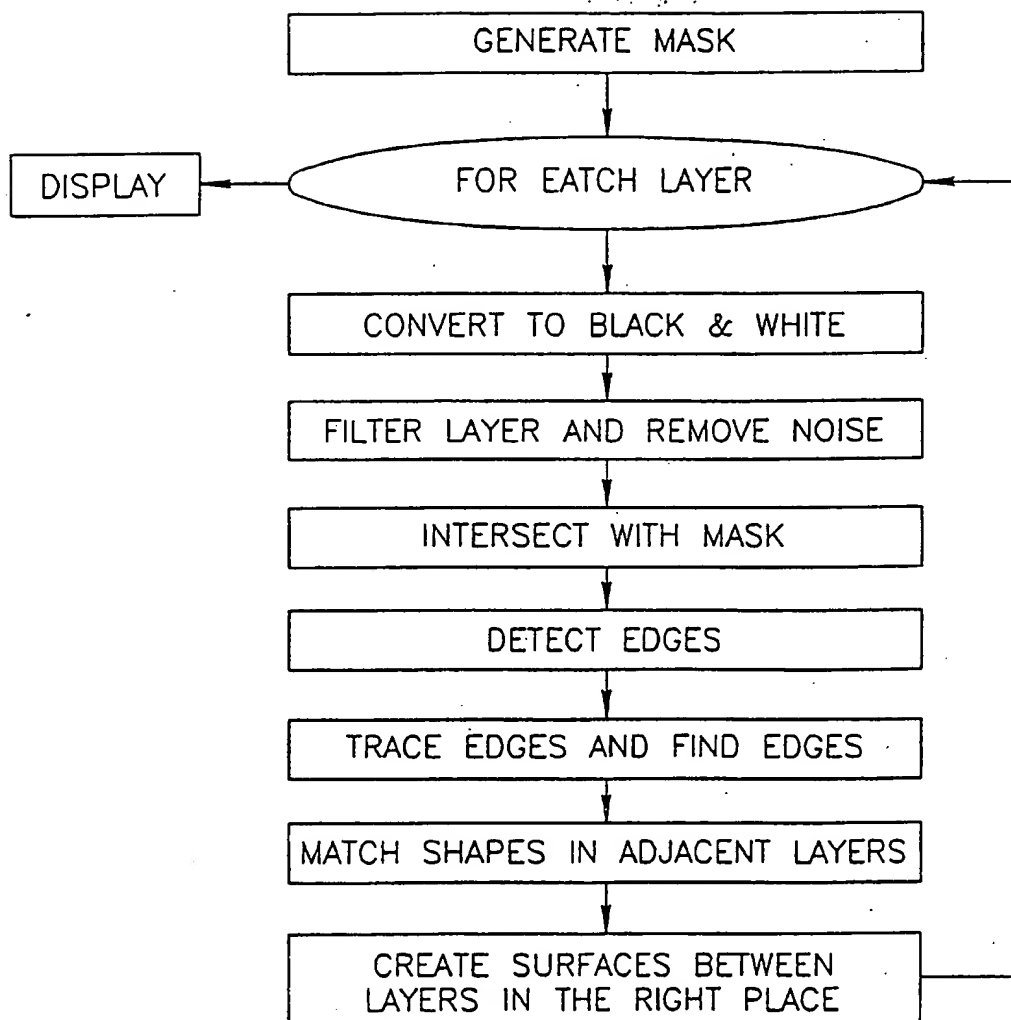 GENERATE MASK
DISPLAY
FOR EATCH LAYER
CONVERT TO BLACK & WHITE
FILTER LAYER AND REMOVE NOISE
INTERSECT WITH MASK
DETECT EDGES
TRACE EDGES AND FIND EDGES
MATCH SHAPES IN ADJACENT LAYERS
CREATE SURFACES BETWEEN
LAYERS IN THE RIGHT PLACE